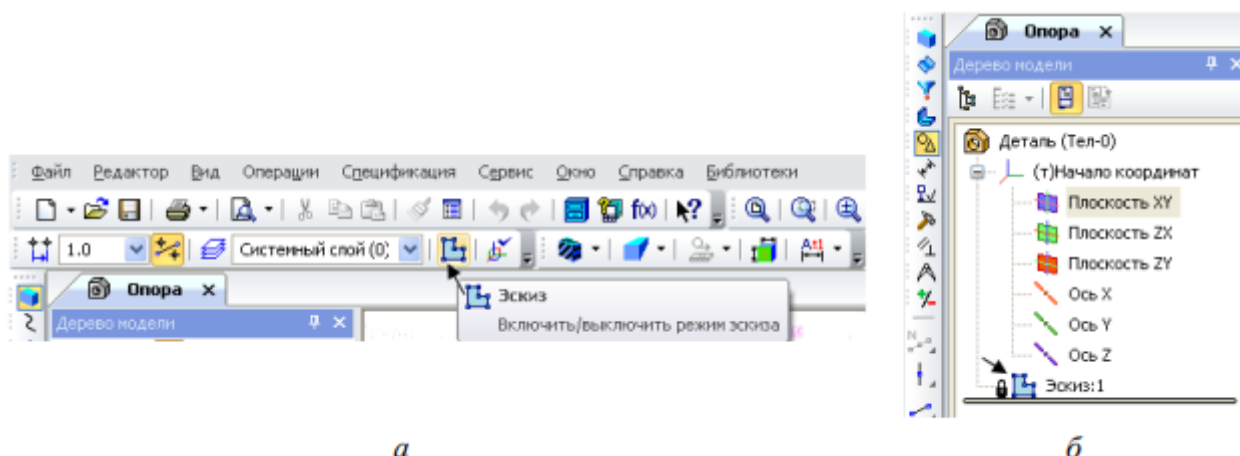 Файл Редактор Вид Операции Спецификация Сервис Окно Справка Библиотеки
1.0 Системный слой (0)
Опора
Дерево модели
Эскиз
Включить/выключить режим эскиза
а
Опора
Дерево модели
Деталь (Тел-0)
(т)Начало координат
Плоскость XY
Плоскость ZX
Плоскость ZY
Ось X
Ось Y
Ось Z
Эскиз:1
б